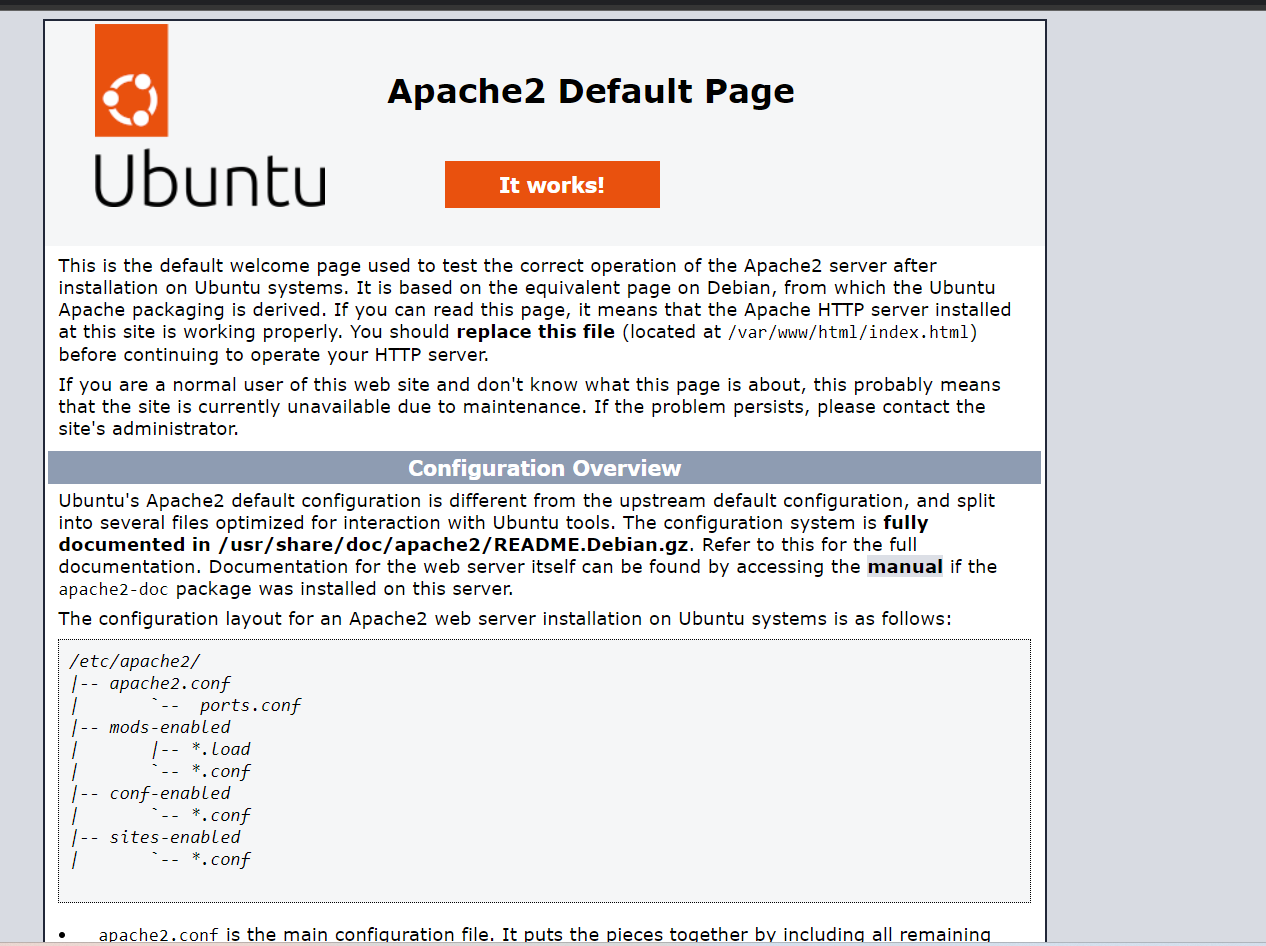 Ubuntu
Apache2 Default Page
It works!
This is the default welcome page used to test the correct operation of the Apache2 server after
installation on Ubuntu systems. It is based on the equivalent page on Debian, from which the Ubuntu
Apache packaging is derived. If you can read this page, it means that the Apache HTTP server installed
at this site is working properly. You should replace this file (located at /var/www/html/index.html)
before continuing to operate your HTTP server.
If you are a normal user of this web site and don't know what this page is about, this probably means
that the site is currently unavailable due to maintenance. If the problem persists, please contact the
site's administrator.
Configuration Overview
Ubuntu's Apache2 default configuration is different from the upstream default configuration, and split
into several files optimized for interaction with Ubuntu tools. The configuration system is fully
documented in /usr/share/doc/apache2/README.Debian.gz. Refer to this for the full
documentation. Documentation for the web server itself can be found by accessing the manual if the
apache2-doc package was installed on this server.
The configuration layout for an Apache2 web server installation on Ubuntu systems is as follows:
/etc/apache2/
|-- apache2.conf
|       `--  ports.conf
|-- mods-enabled
|       |-- *.load
|       `-- *.conf
|-- conf-enabled
|       `-- *.conf
|-- sites-enabled
|       `-- *.conf
• apache2.conf is the main configuration file. It puts the pieces together by including all remaining